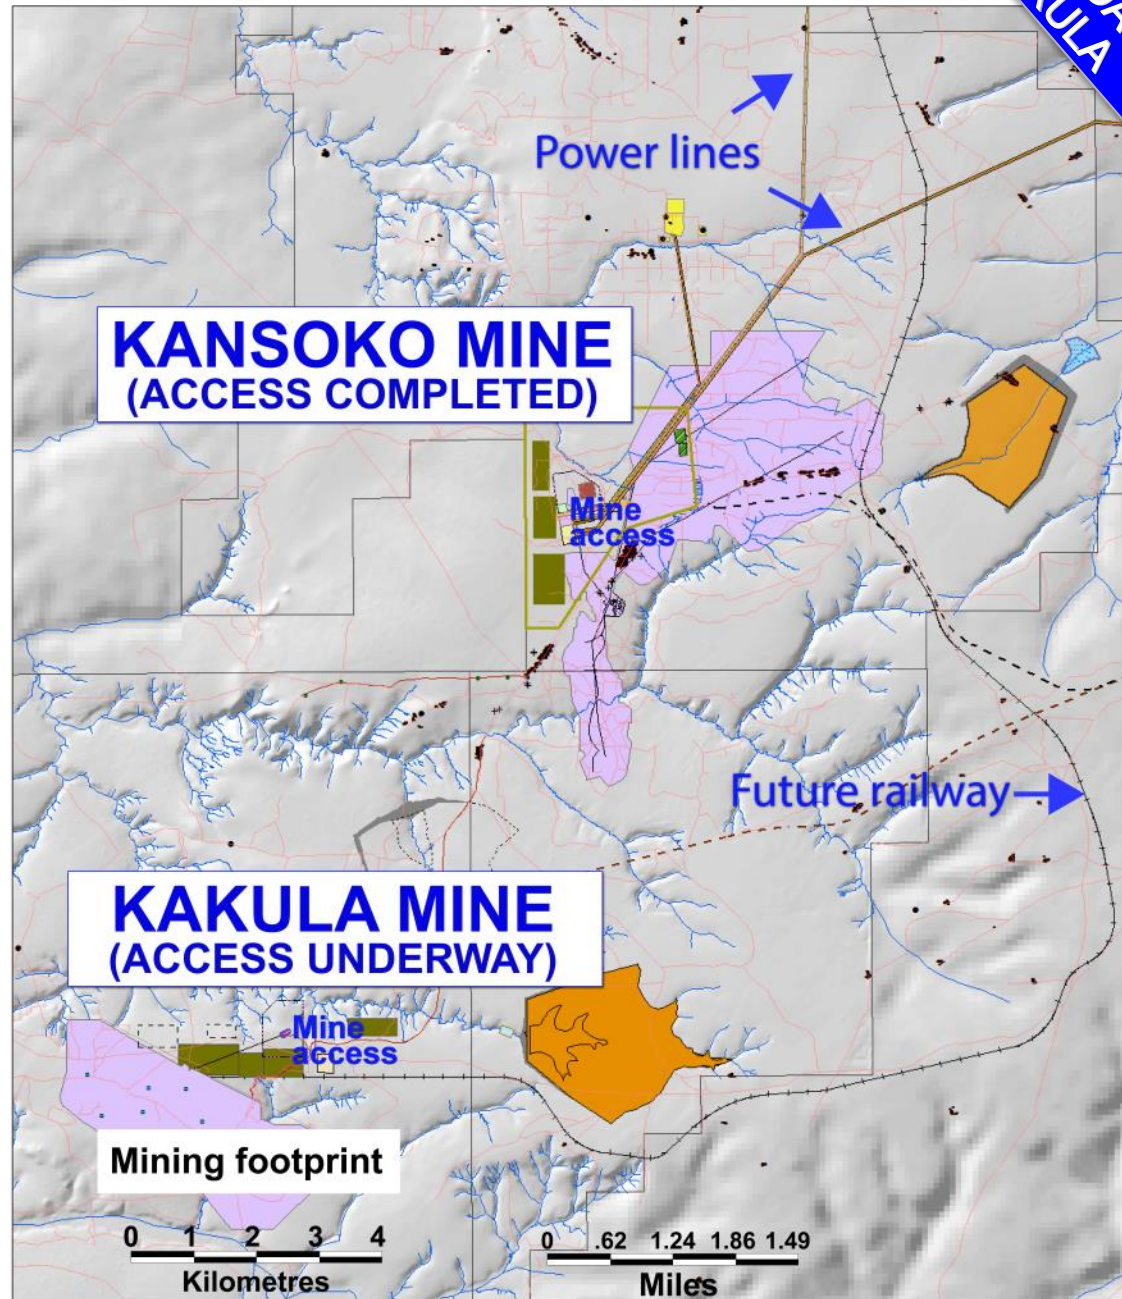 KULA
Power lines
KANSOKO MINE
(ACCESS COMPLETED)
Mine
access
Future railway
KAKULA MINE
(ACCESS UNDERWAY)
Mine
access
Mining footprint
0 1 2 3 4
Kilometres
0 .62 1.24 1.86 1.49
Miles